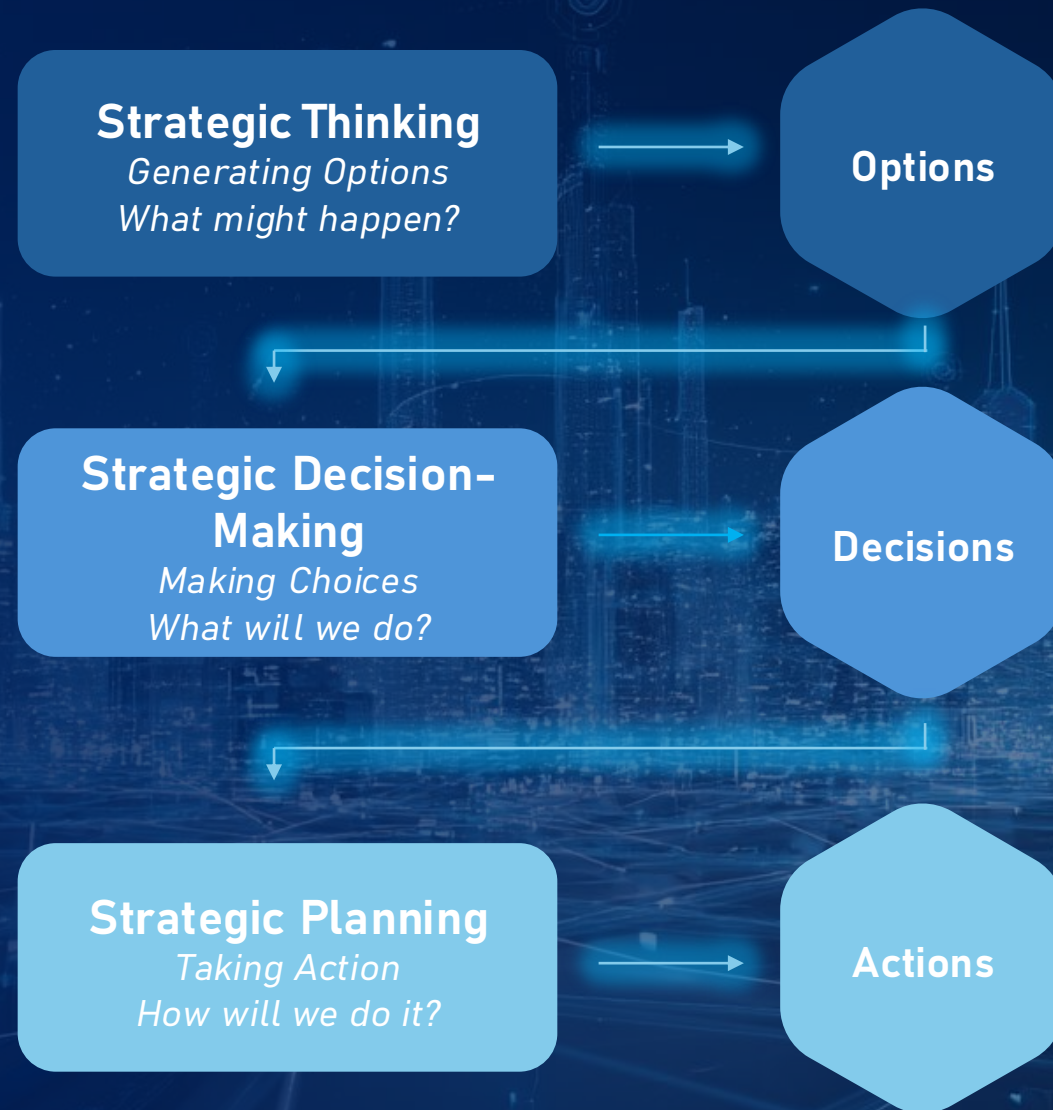 Strategic Thinking
Generating Options
What might happen?
Options
Strategic Decision-
Making
Making Choices
What will we do?
Decisions
Strategic Planning
Taking Action
How will we do it?
Actions